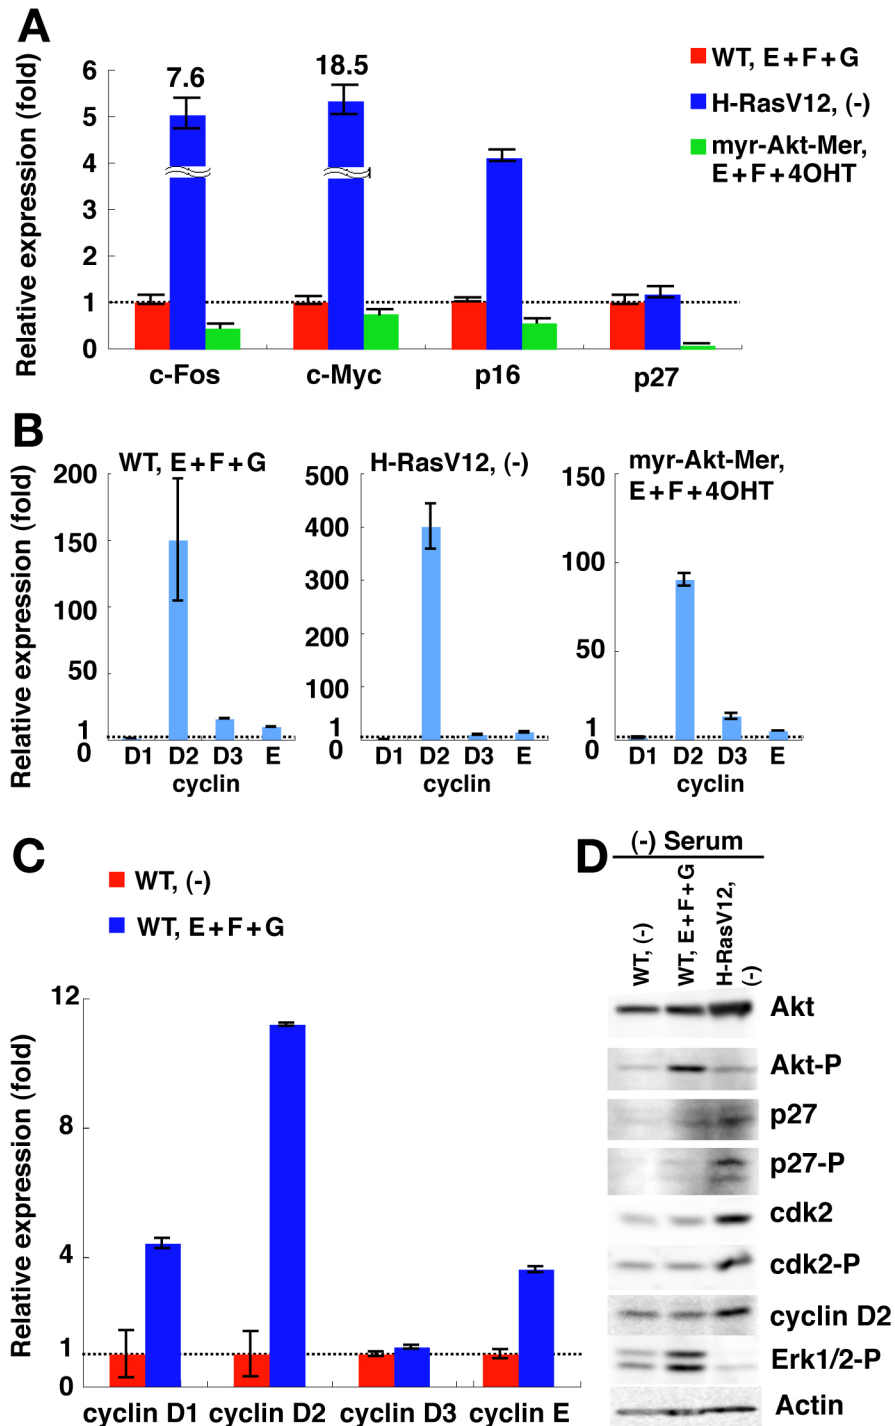 A
Relative expression (fold)
6
5
4
3
2
1
0
7.6
18.5
WT, E+F+G
H-RasV12, (-)
myr-Akt-Mer,
E+F+4OHT
c-Fos
c-Myc
p16
p27
B
Relative expression (fold)
WT, E+F+G
200
150
100
50
1
0
D1 D2 D3 E
cyclin
H-RasV12, (-)
500
400
300
200
100
1
0
D1 D2 D3 E
cyclin
myr-Akt-Mer,
E+F+4OHT
150
100
50
1
0
D1 D2 D3 E
cyclin
C
WT, (-)
WT, E+F+G
Relative expression (fold)
12
8
4
1
0
cyclin D1 cyclin D2 cyclin D3 cyclin E
D
(-) Serum
WT, (-)
WT, E+F+G
H-RasV12,
(-)
Akt
Akt-P
p27
p27-P
cdk2
cdk2-P
cyclin D2
Erk1/2-P
Actin